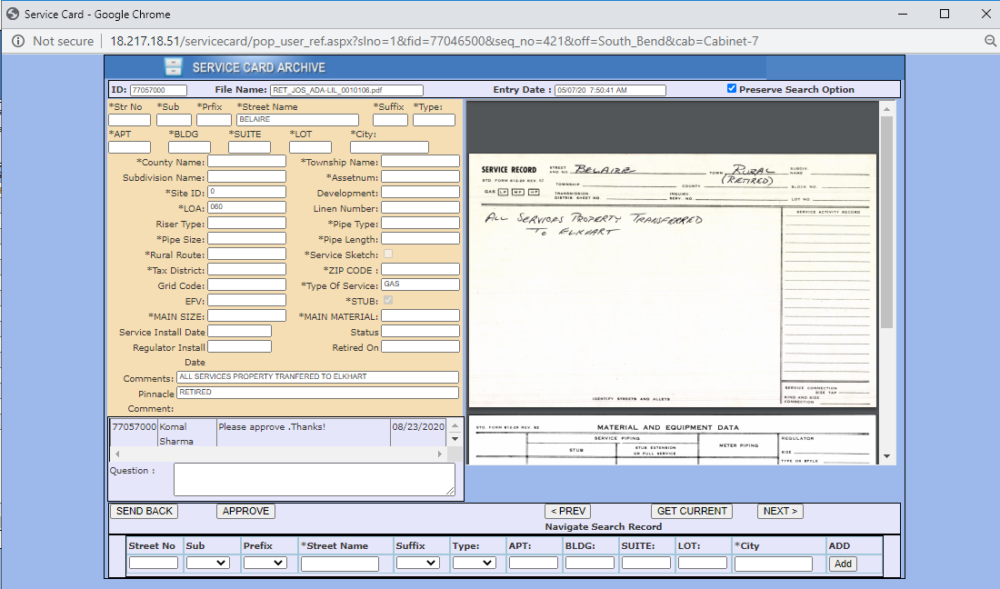 Service Card - Google Chrome
Not secure | 18.217.18.51/servicecard/pop_user_ref.aspx?slno=1&fid=77046500&seq_no=421&off=South_Bend&cab=Cabinet-7
SERVICE CARD ARCHIVE
ID: 77057000 File Name: RET_JOS_ADA-LIL_0010106.pdf Entry Date : 05/07/20 7:50:41 AM Preserve Search Option
*Str No *Sub *Prfix *Street Name *Suffix *Type:
BELAIRE
*APT *BLDG *SUITE *LOT *City:
*County Name: *Township Name:
Subdivision Name: *Assetnum:
*Site ID: 0 Development:
*LOA: 060 Linen Number:
Riser Type: *Pipe Type:
*Pipe Size: *Pipe Length:
*Rural Route: *Service Sketch:
*Tax District: *ZIP CODE :
Grid Code: *Type Of Service: GAS
EFV: *STUB:
*MAIN SIZE: *MAIN MATERIAL:
Service Install Date Status
Regulator Install Date Retired On
Comments: ALL SERVICES PROPERTY TRANFERED TO ELKHART
Pinnacle Comment: RETIRED
77057000 Komal Sharma Please approve .Thanks! 08/23/2020
Question :
SERVICE RECORD STREET AND NO. BELAIRE TOWN RURAL SUBDIV. NAME
(RETIRED)
STD. FORM 812-20 REV. 62 TOWNSHIP COUNTY BLOCK NO.
GAS LP MP HP TRANSMISSION DISTRIB. SHEET NO INQUIRY SERV. NO. LOT NO.
SERVICE ACTIVITY RECORD
ALL SERVICES PROPERTY TRANSFERRED
TO ELKHART
SERVICE CONNECTION
SIZE TAP
KIND AND SIZE
CONNECTION
IDENTIFY STREETS AND ALLEYS
STD. FORM 812-20 REV. 62 MATERIAL AND EQUIPMENT DATA
SERVICE PIPING METER PIPING REGULATOR
STUB STUB EXTENSION OR FULL SERVICE SIZE
TYPE OR STYLE
SEND BACK APPROVE < PREV GET CURRENT NEXT >
Navigate Search Record
Street No Sub Prefix *Street Name Suffix Type: APT: BLDG: SUITE: LOT: *City ADD
Add